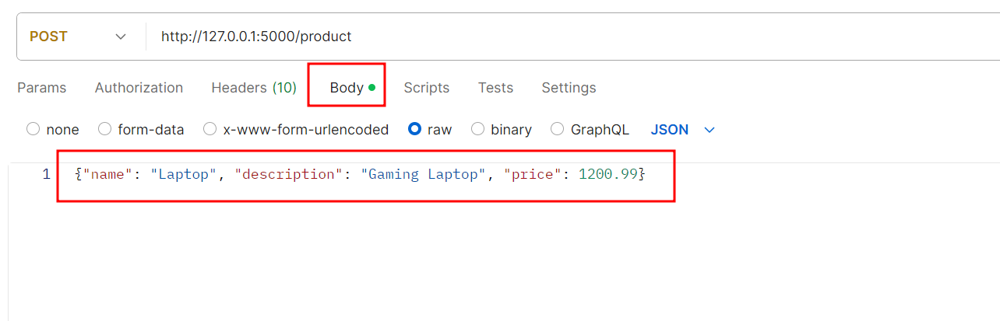 POST http://127.0.0.1:5000/product
Params Authorization Headers (10) Body Scripts Tests Settings
none form-data x-www-form-urlencoded raw binary GraphQL JSON
1 {"name": "Laptop", "description": "Gaming Laptop", "price": 1200.99}